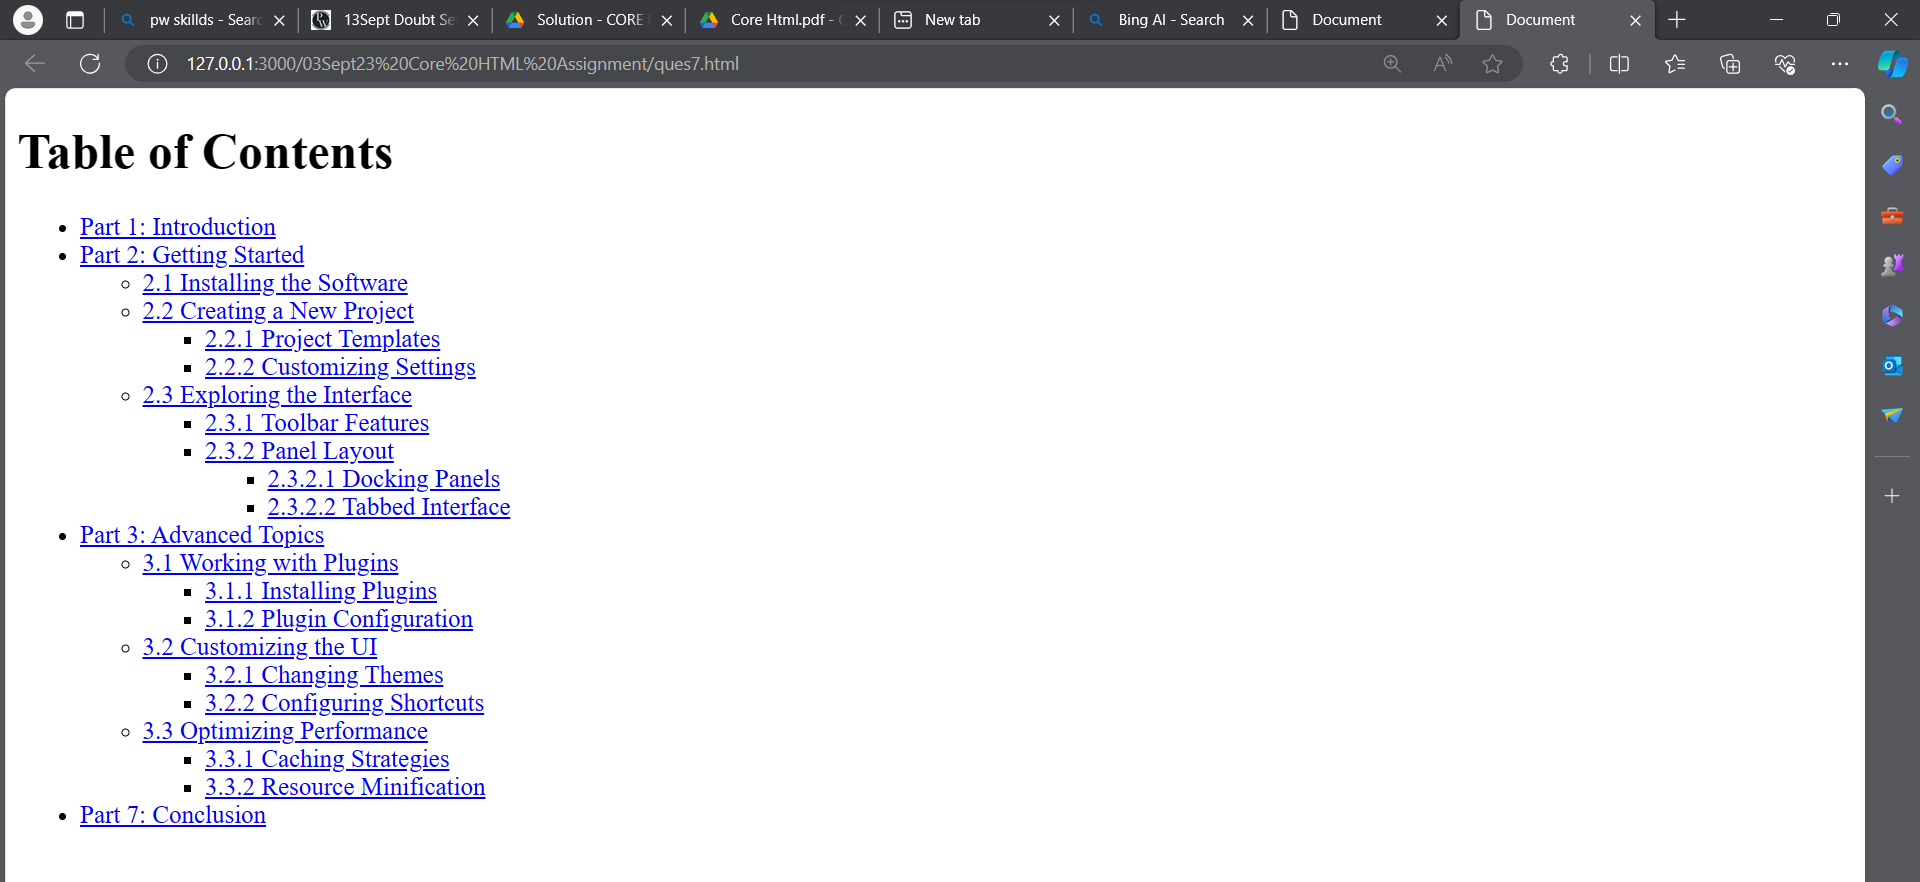 pw skillds - Sear
13Sept Doubt Se
Solution - CORE
Core Html.pdf -
New tab
Bing AI - Search
Document
Document
127.0.0.1:3000/03Sept23%20Core%20HTML%20Assignment/ques7.html
Table of Contents
Part 1: Introduction
Part 2: Getting Started
2.1 Installing the Software
2.2 Creating a New Project
2.2.1 Project Templates
2.2.2 Customizing Settings
2.3 Exploring the Interface
2.3.1 Toolbar Features
2.3.2 Panel Layout
2.3.2.1 Docking Panels
2.3.2.2 Tabbed Interface
Part 3: Advanced Topics
3.1 Working with Plugins
3.1.1 Installing Plugins
3.1.2 Plugin Configuration
3.2 Customizing the UI
3.2.1 Changing Themes
3.2.2 Configuring Shortcuts
3.3 Optimizing Performance
3.3.1 Caching Strategies
3.3.2 Resource Minification
Part 7: Conclusion